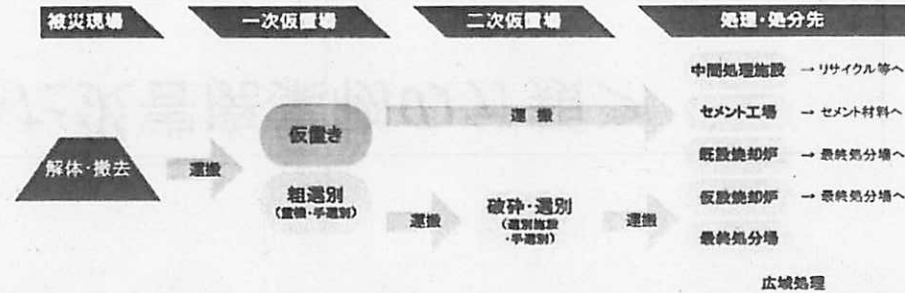 被災現場
一次仮置場
二次仮置場
処理・処分先
解体・撤去
運搬
仮置き
粗選別
(重機・手選別)
運搬
運搬
破砕・選別
(選別施設
・手選別)
運搬
中間処理施設 → リサイクル等へ
セメント工場 → セメント材料へ
既設焼却炉 → 最終処分場へ
仮設焼却炉 → 最終処分場へ
最終処分場
広域処理